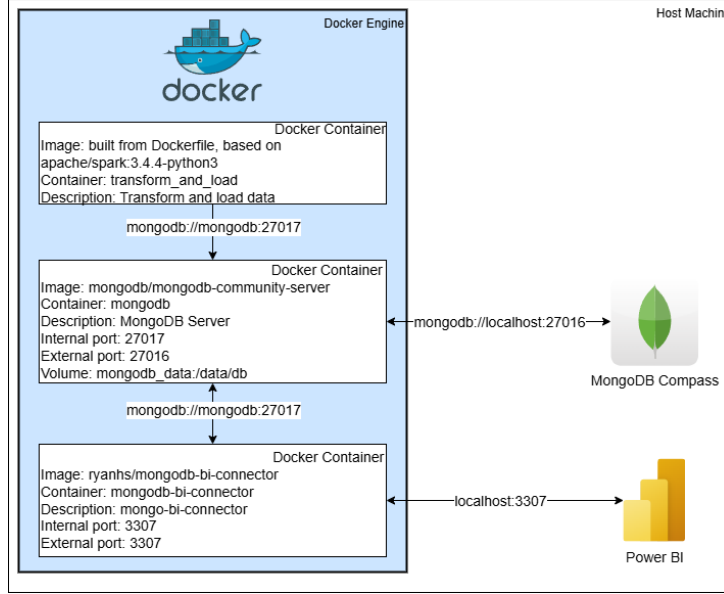 Host Machin
Docker Engine
docker
Docker Container
Image: built from Dockerfile, based on
apache/spark:3.4.4-python3
Container: transform_and_load
Description: Transform and load data
mongodb://mongodb:27017
Docker Container
Image: mongodb/mongodb-community-server
Container: mongodb
Description: MongoDB Server
Internal port: 27017
External port: 27016
Volume: mongodb_data:/data/db
mongodb://localhost:27016
MongoDB Compass
mongodb://mongodb:27017
Docker Container
Image: ryanhs/mongodb-bi-connector
Container: mongodb-bi-connector
Description: mongo-bi-connector
Internal port: 3307
External port: 3307
localhost:3307
Power BI